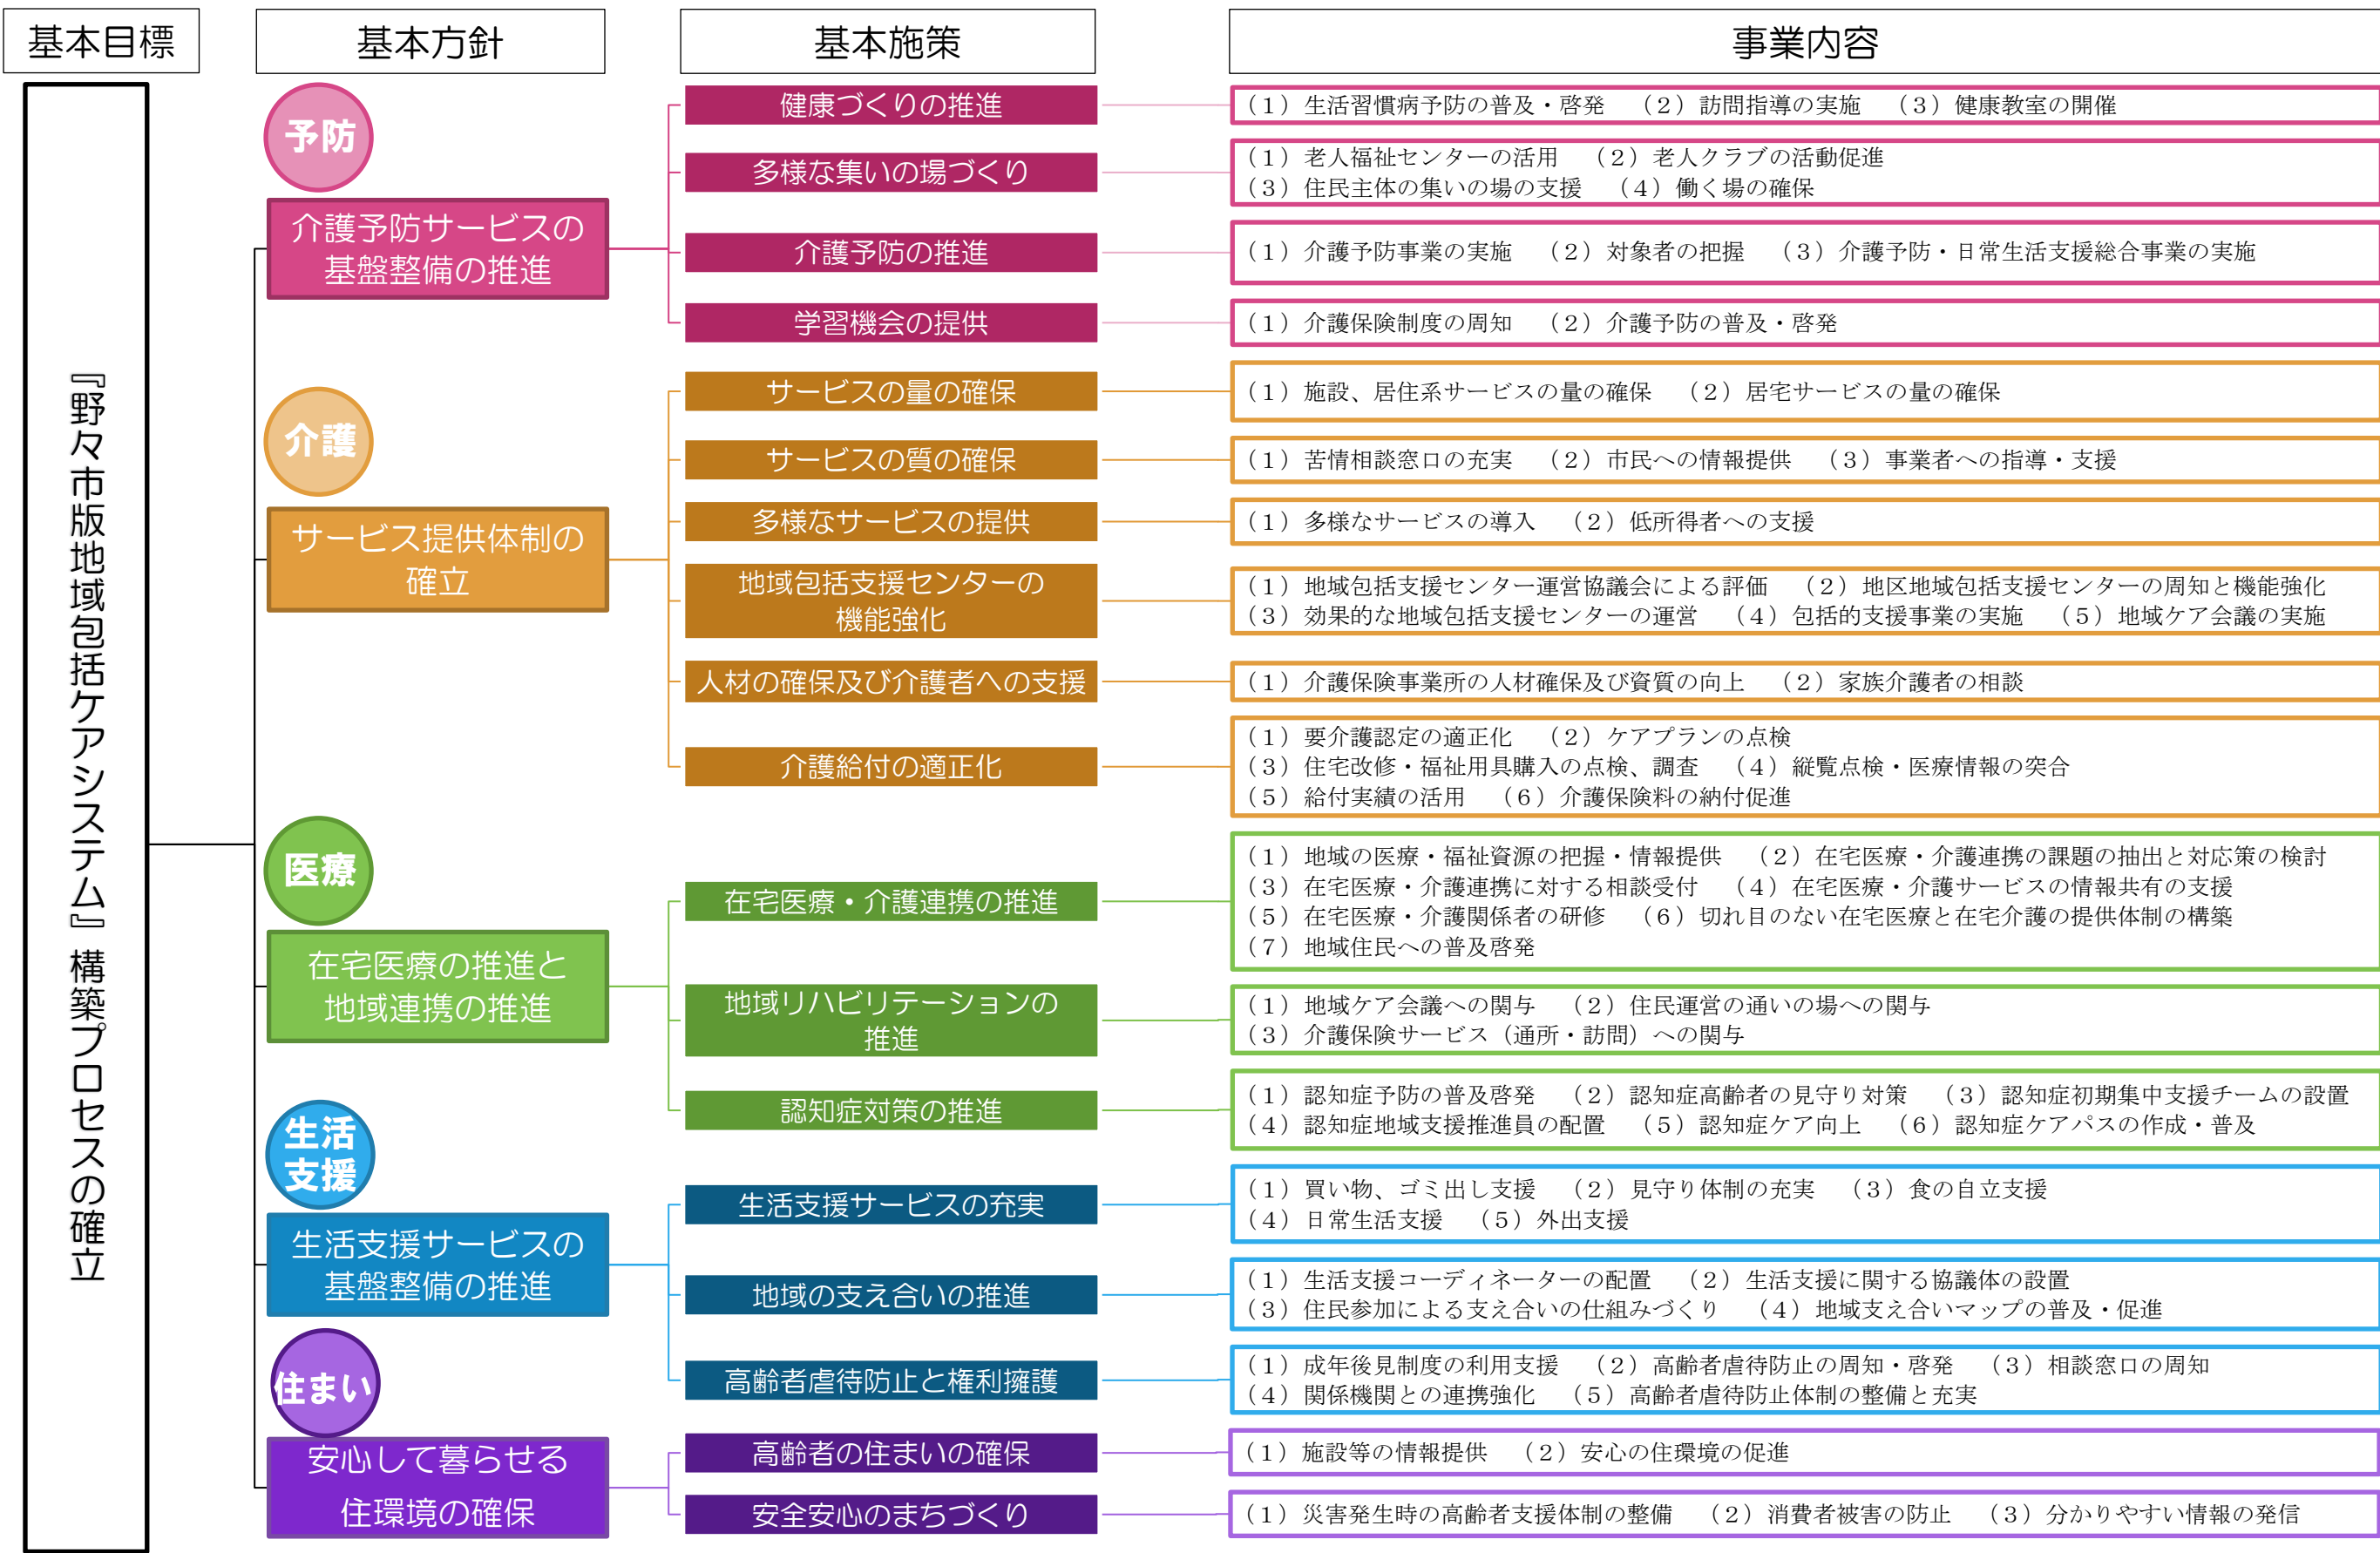 基本目標
基本方針
基本施策
事業内容
『野々市版地域包括ケアシステム』構築プロセスの確立
予防
介護予防サービスの
基盤整備の推進
健康づくりの推進
（１）生活習慣病予防の普及・啓発　（２）訪問指導の実施　（３）健康教室の開催
多様な集いの場づくり
（１）老人福祉センターの活用　（２）老人クラブの活動促進
（３）住民主体の集いの場の支援　（４）働く場の確保
介護予防の推進
（１）介護予防事業の実施　（２）対象者の把握　（３）介護予防・日常生活支援総合事業の実施
学習機会の提供
（１）介護保険制度の周知　（２）介護予防の普及・啓発
介護
サービス提供体制の
確立
サービスの量の確保
（１）施設、居住系サービスの量の確保　（２）居宅サービスの量の確保
サービスの質の確保
（１）苦情相談窓口の充実　（２）市民への情報提供　（３）事業者への指導・支援
多様なサービスの提供
（１）多様なサービスの導入　（２）低所得者への支援
地域包括支援センターの
機能強化
（１）地域包括支援センター運営協議会による評価　（２）地区地域包括支援センターの周知と機能強化
（３）効果的な地域包括支援センターの運営　（４）包括的支援事業の実施　（５）地域ケア会議の実施
人材の確保及び介護者への支援
（１）介護保険事業所の人材確保及び資質の向上　（２）家族介護者の相談
介護給付の適正化
（１）要介護認定の適正化　（２）ケアプランの点検
（３）住宅改修・福祉用具購入の点検、調査　（４）縦覧点検・医療情報の突合
（５）給付実績の活用　（６）介護保険料の納付促進
医療
在宅医療の推進と
地域連携の推進
在宅医療・介護連携の推進
（１）地域の医療・福祉資源の把握・情報提供　（２）在宅医療・介護連携の課題の抽出と対応策の検討
（３）在宅医療・介護連携に対する相談受付　（４）在宅医療・介護サービスの情報共有の支援
（５）在宅医療・介護関係者の研修　（６）切れ目のない在宅医療と在宅介護の提供体制の構築
（７）地域住民への普及啓発
地域リハビリテーションの
推進
（１）地域ケア会議への関与　（２）住民運営の通いの場への関与
（３）介護保険サービス（通所・訪問）への関与
認知症対策の推進
（１）認知症予防の普及啓発　（２）認知症高齢者の見守り対策　（３）認知症初期集中支援チームの設置
（４）認知症地域支援推進員の配置　（５）認知症ケア向上　（６）認知症ケアパスの作成・普及
生活
支援
生活支援サービスの
基盤整備の推進
生活支援サービスの充実
（１）買い物、ゴミ出し支援　（２）見守り体制の充実　（３）食の自立支援
（４）日常生活支援　（５）外出支援
地域の支え合いの推進
（１）生活支援コーディネーターの配置　（２）生活支援に関する協議体の設置
（３）住民参加による支え合いの仕組みづくり　（４）地域支え合いマップの普及・促進
高齢者虐待防止と権利擁護
（１）成年後見制度の利用支援　（２）高齢者虐待防止の周知・啓発　（３）相談窓口の周知
（４）関係機関との連携強化　（５）高齢者虐待防止体制の整備と充実
住まい
安心して暮らせる
住環境の確保
高齢者の住まいの確保
（１）施設等の情報提供　（２）安心の住環境の促進
安全安心のまちづくり
（１）災害発生時の高齢者支援体制の整備　（２）消費者被害の防止　（３）分かりやすい情報の発信